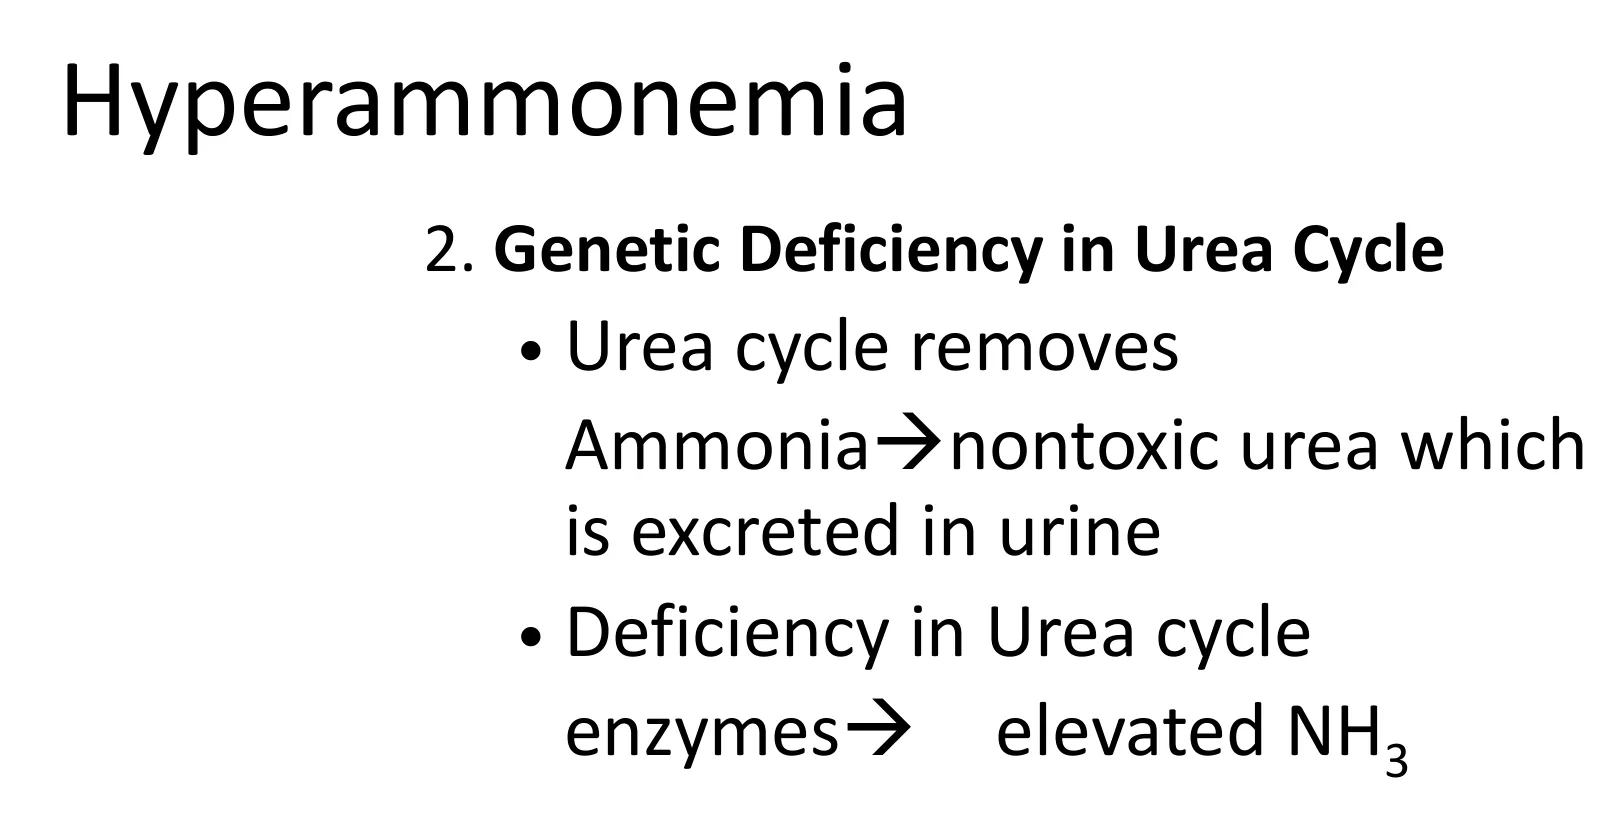 Hyperammonemia
2. Genetic Deficiency in Urea Cycle
• Urea cycle removes
Ammonia→nontoxic urea which
is excreted in urine
• Deficiency in Urea cycle
enzymes→ elevated NH₃